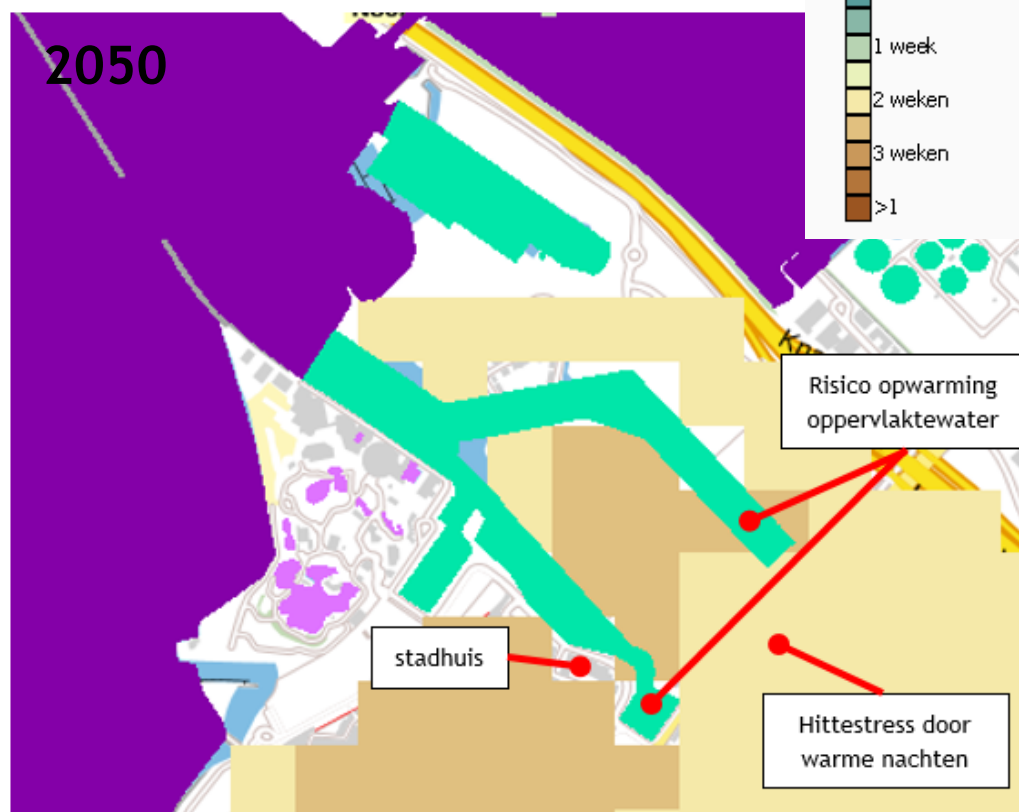 2050
1 week
2 weken
3 weken
>1
Risico opwarming
oppervlaktewater
stadhuis
Hittestress door
warme nachten